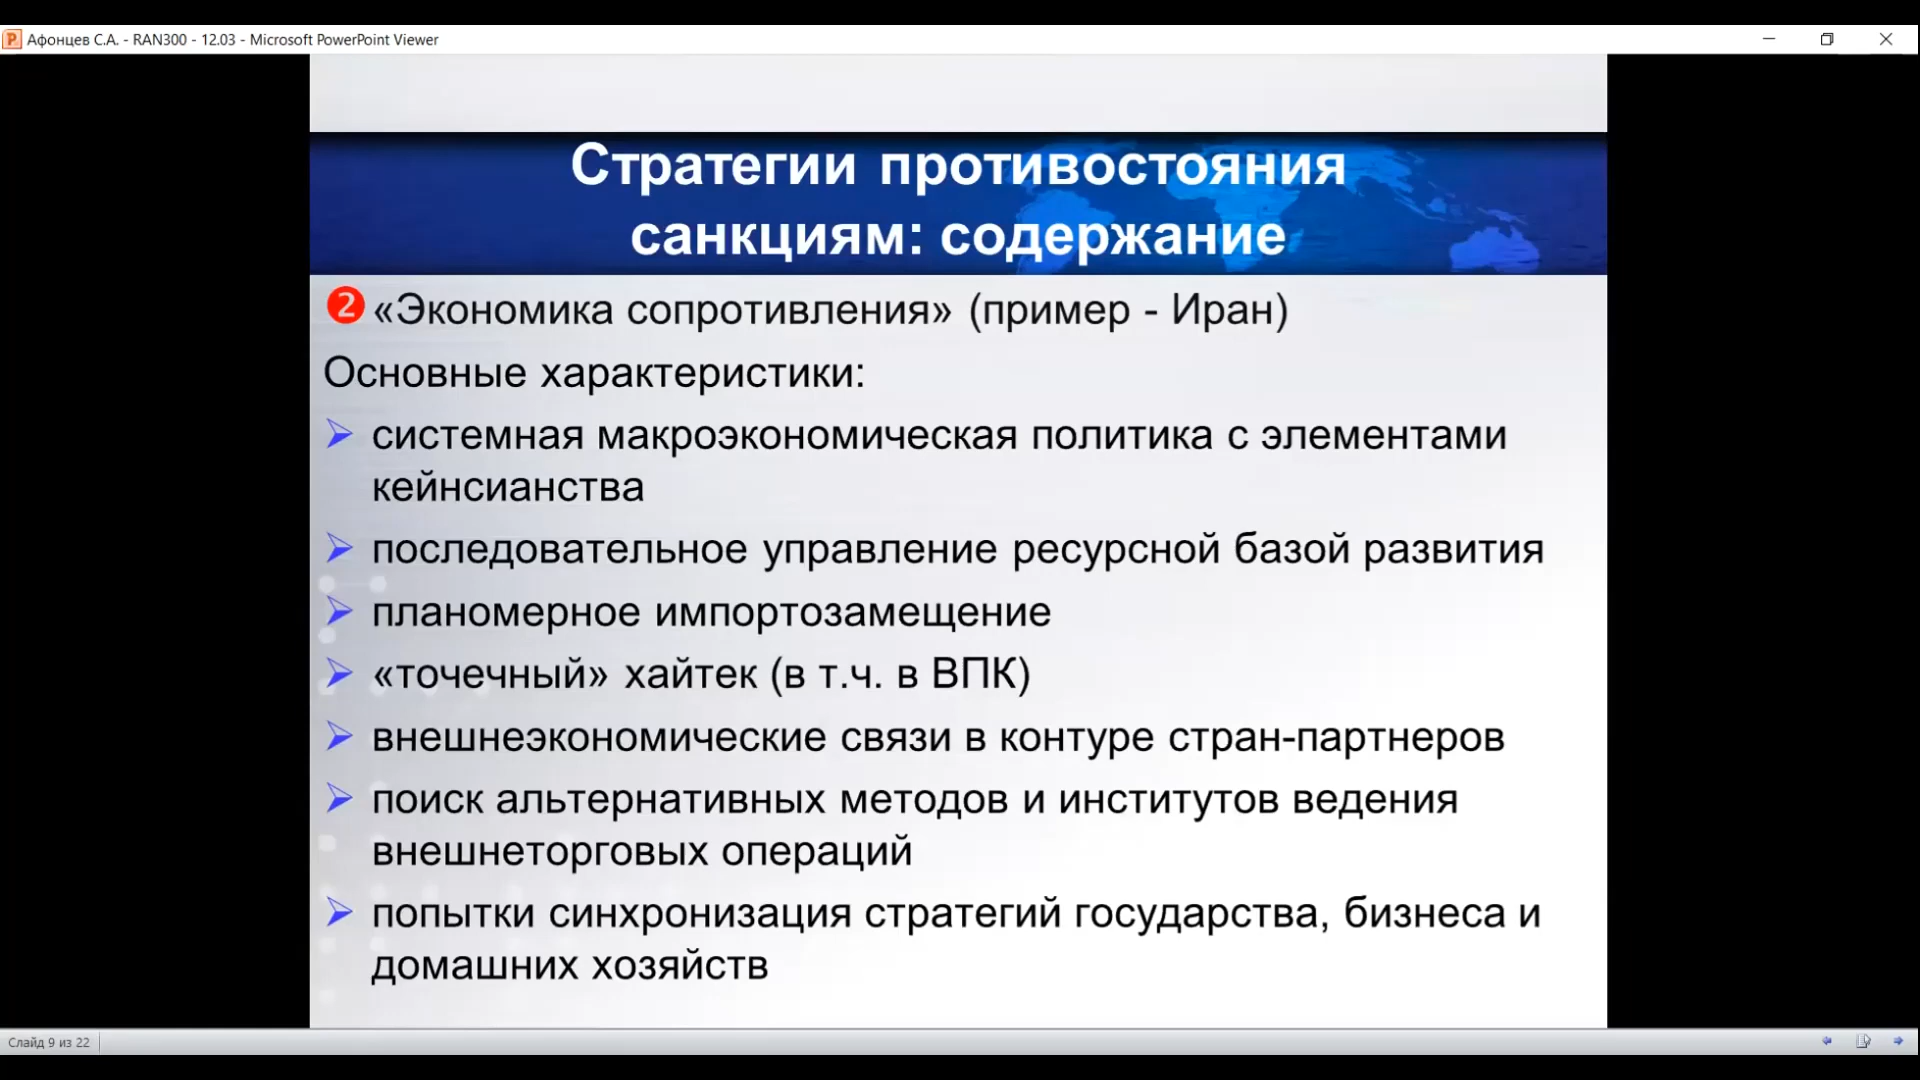 Афонцев С.А. - RAN300 - 12.03 - Microsoft PowerPoint Viewer
Стратегии противостояния
санкциям: содержание
2 «Экономика сопротивления» (пример - Иран)
Основные характеристики:
системная макроэкономическая политика с элементами
кейнсианства
последовательное управление ресурсной базой развития
планомерное импортозамещение
«точечный» хайтек (в т.ч. в ВПК)
внешнеэкономические связи в контуре стран-партнеров
поиск альтернативных методов и институтов ведения
внешнеторговых операций
попытки синхронизация стратегий государства, бизнеса и
домашних хозяйств
Слайд 9 из 22